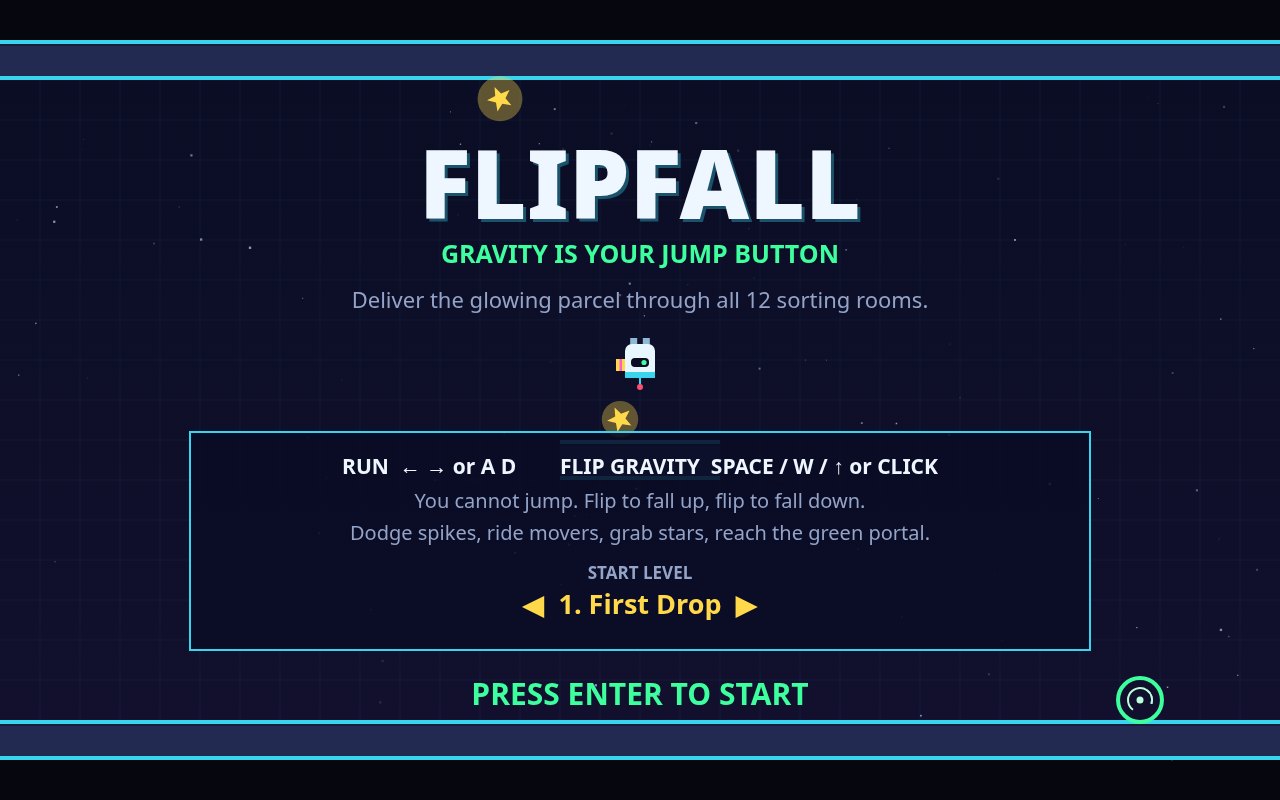 FLIPFALL
GRAVITY IS YOUR JUMP BUTTON
Deliver the glowing parcel through all 12 sorting rooms.
RUN ← → or A D FLIP GRAVITY SPACE / W / ↑ or CLICK
You cannot jump. Flip to fall up, flip to fall down.
Dodge spikes, ride movers, grab stars, reach the green portal.
START LEVEL
◀ 1. First Drop ▶
PRESS ENTER TO START